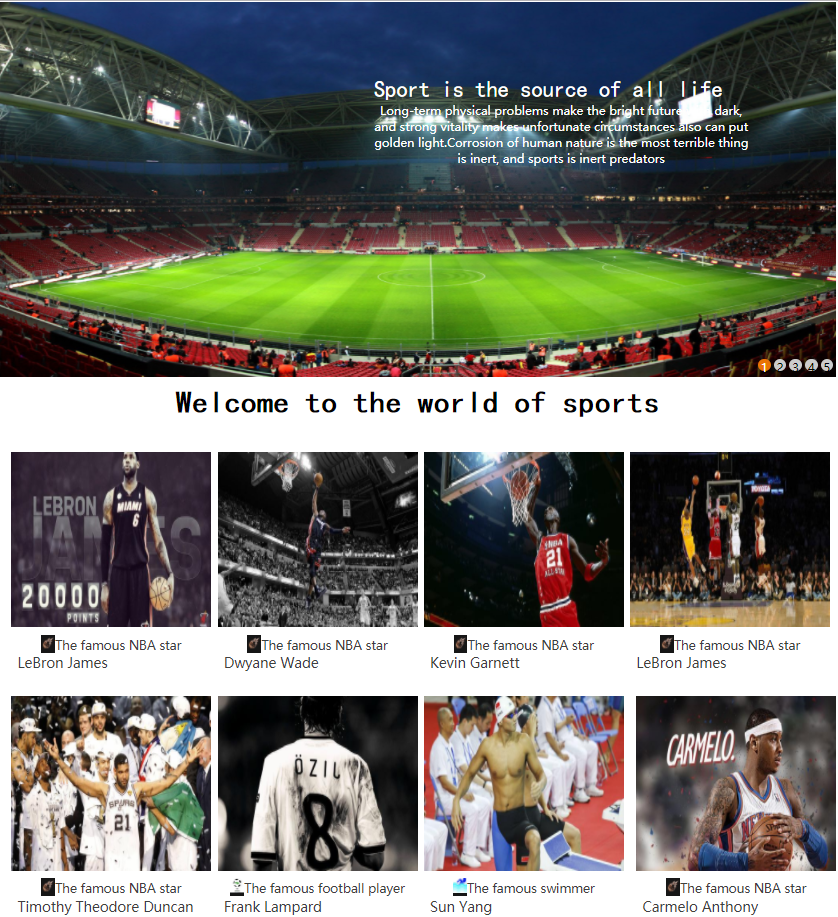 Sport is the source of all life
Long-term physical problems make the bright future dark,
and strong vitality makes unfortunate circumstances also can put
golden light.Corrosion of human nature is the most terrible thing
is inert, and sports is inert predators
1 2 3 4 5
Welcome to the world of sports
LEBRON
JAMES
20000
POINTS
MIAMI
6
NBA
21
ALL-STAR
The famous NBA star
LeBron James
The famous NBA star
Dwyane Wade
The famous NBA star
Kevin Garnett
The famous NBA star
LeBron James
SPURS
21
ÖZIL
8
CARMELO.
The famous NBA star
Timothy Theodore Duncan
The famous football player
Frank Lampard
The famous swimmer
Sun Yang
The famous NBA star
Carmelo Anthony